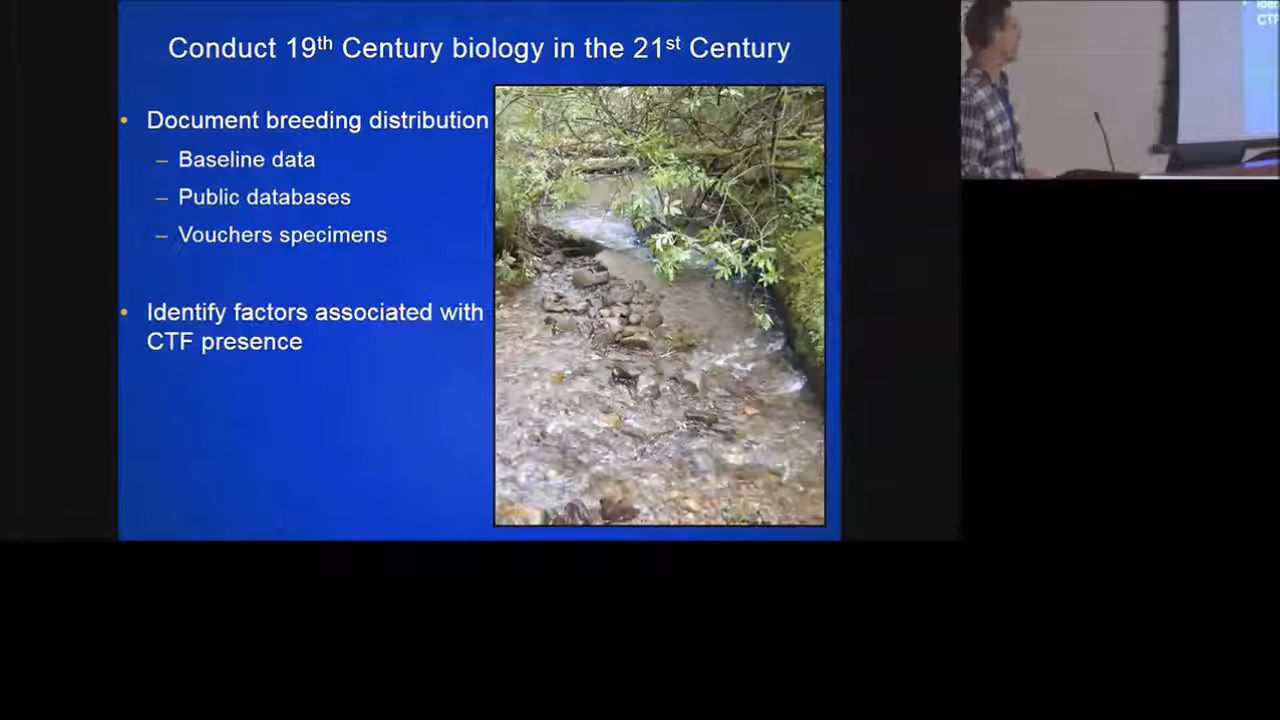 Conduct 19th Century biology in the 21st Century
• Document breeding distribution
– Baseline data
– Public databases
– Vouchers specimens
• Identify factors associated with
CTF presence